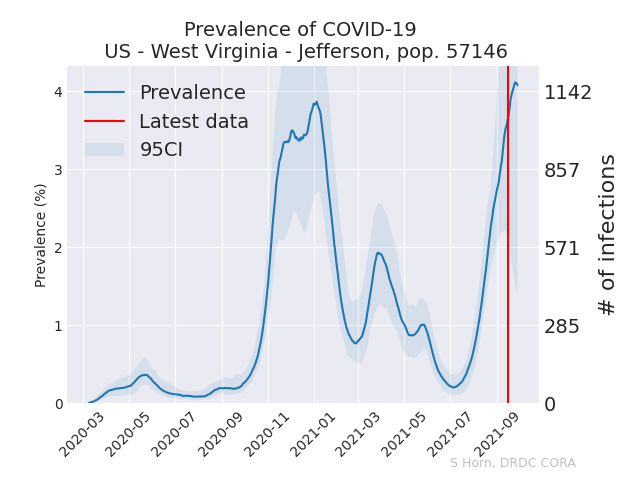 Prevalence of COVID-19
US - West Virginia - Jefferson, pop. 57146
Prevalence
Latest data
95CI
Prevalence (%)
4
3
2
1
0
1142
857
571
285
0
# of infections
2020-03
2020-05
2020-07
2020-09
2020-11
2021-01
2021-03
2021-05
2021-07
2021-09
S Horn, DRDC CORA